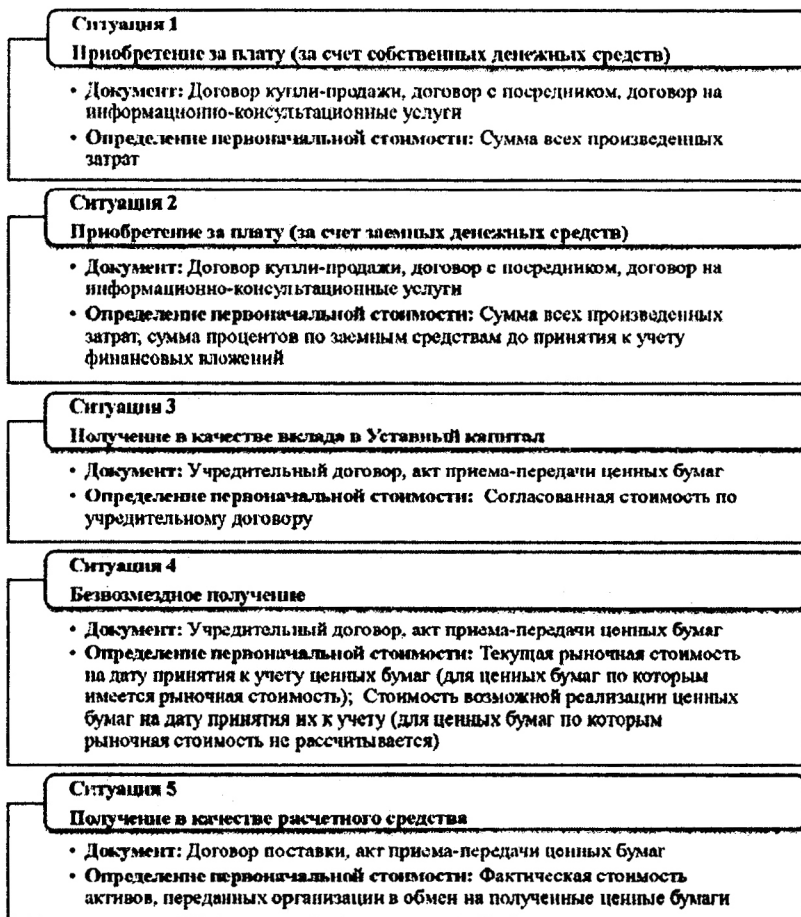 Ситуация 1
Приобретение за плату (за счет собственных денежных средств)
• Документ: Договор купли-продажи, договор с посредником, договор на
информационно-консультационные услуги
• Определение первоначальной стоимости: Сумма всех произведенных
затрат
Ситуация 2
Приобретение за плату (за счет заемных денежных средств)
• Документ: Договор купли-продажи, договор с посредником, договор на
информационно-консультационные услуги
• Определение первоначальной стоимости: Сумма всех произведенных
затрат, сумма процентов по заемным средствам до принятия к учету
финансовых вложений
Ситуация 3
Получение в качестве вклада в Уставный капитал
• Документ: Учредительный договор, акт приема-передачи ценных бумаг
• Определение первоначальной стоимости: Согласованная стоимость по
учредительному договору
Ситуация 4
Безвозмездное получение
• Документ: Учредительный договор, акт приема-передачи ценных бумаг
• Определение первоначальной стоимости: Текущая рыночная стоимость
на дату принятия к учету ценных бумаг (для ценных бумаг по которым
имеется рыночная стоимость); Стоимость возможной реализации ценных
бумаг на дату принятия их к учету (для ценных бумаг по которым
рыночная стоимость не рассчитывается)
Ситуация 5
Получение в качестве расчетного средства
• Документ: Договор поставки, акт приема-передачи ценных бумаг
• Определение первоначальной стоимости: Фактическая стоимость
активов, переданных организации в обмен на полученные ценные бумаги